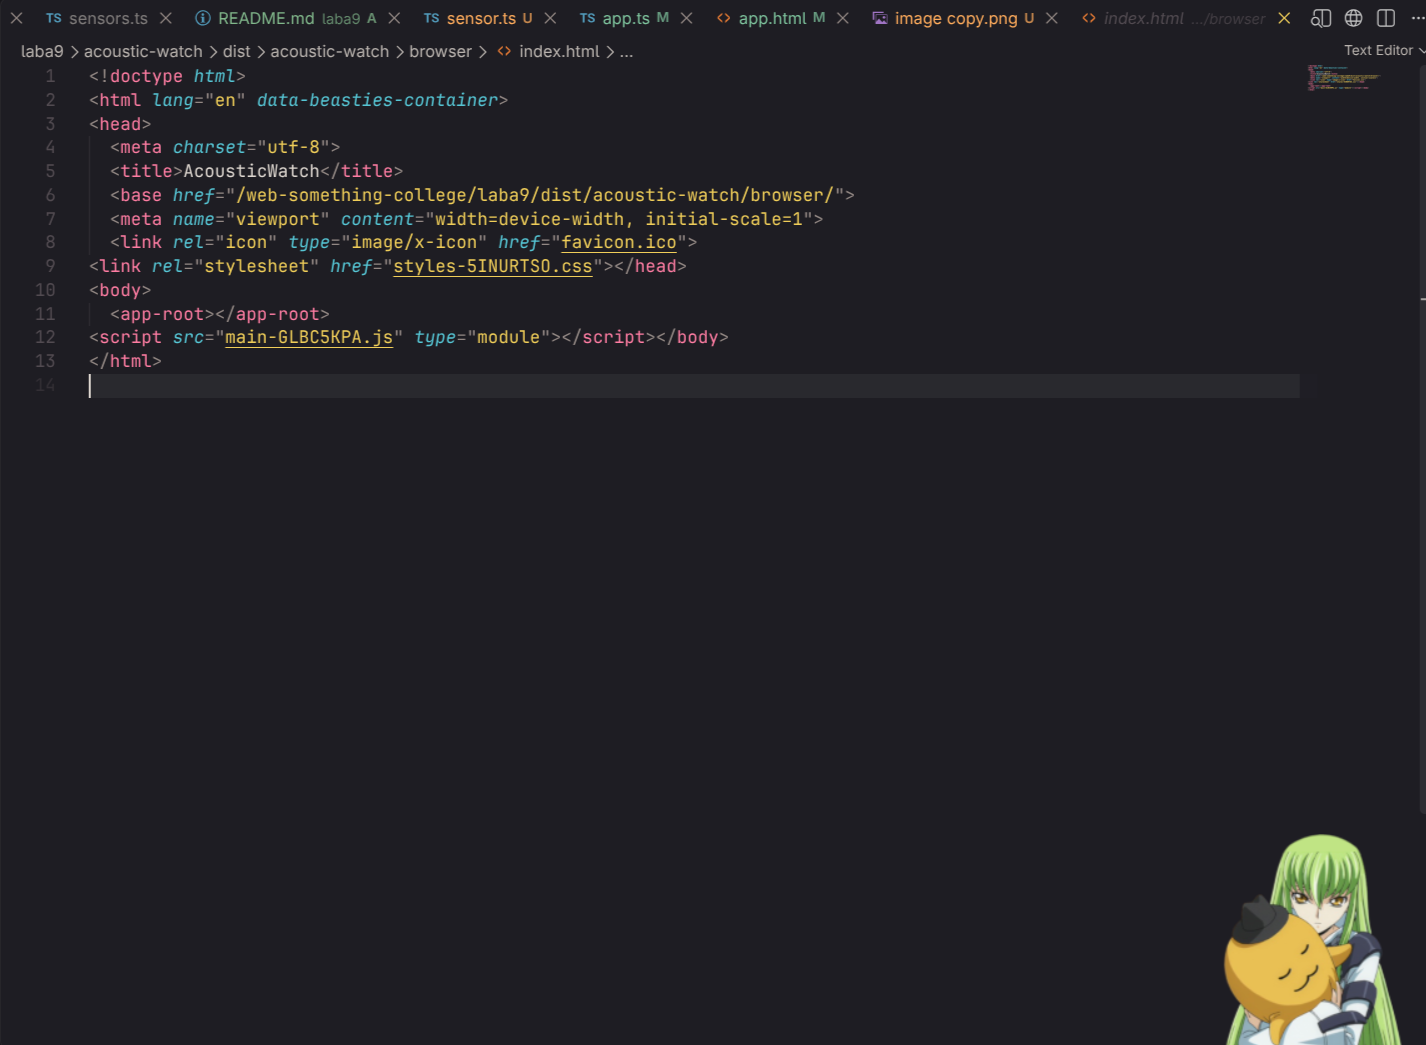 TS sensors.ts README.md laba9 A TS sensor.ts U TS app.ts M <> app.html M image copy.png U <> index.html .../browser
laba9 > acoustic-watch > dist > acoustic-watch > browser > <> index.html > ...
Text Editor
1 <!doctype html>
2 <html lang="en" data-beasties-container>
3 <head>
4 <meta charset="utf-8">
5 <title>AcousticWatch</title>
6 <base href="/web-something-college/laba9/dist/acoustic-watch/browser/">
7 <meta name="viewport" content="width=device-width, initial-scale=1">
8 <link rel="icon" type="image/x-icon" href="favicon.ico">
9 <link rel="stylesheet" href="styles-5INURTSO.css"></head>
10 <body>
11 <app-root></app-root>
12 <script src="main-GLBC5KPA.js" type="module"></script></body>
13 </html>
14